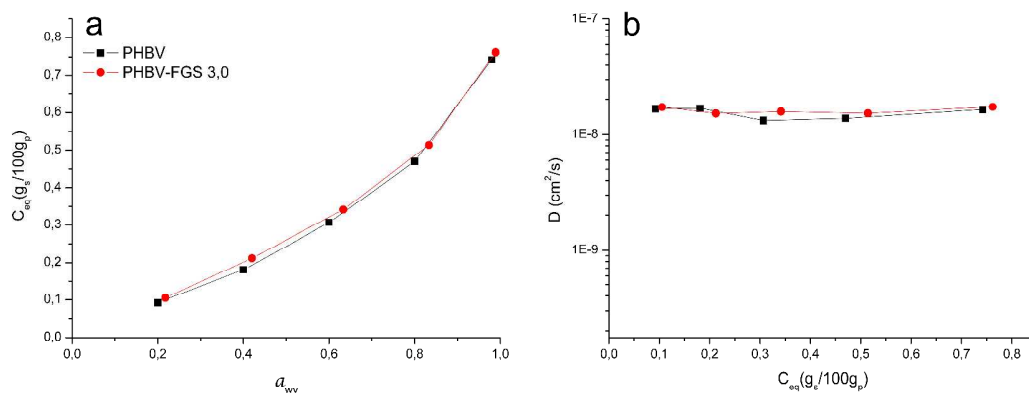 a
PHBV
PHBV-FGS 3,0
0,8
0,7
0,6
0,5
0,4
0,3
0,2
0,1
0,0
C_eq(g_s/100g_p)
0,0 0,2 0,4 0,6 0,8 1,0
a_wv
b
1E-7
1E-8
1E-9
D (cm²/s)
0,0 0,1 0,2 0,3 0,4 0,5 0,6 0,7 0,8
C_eq(g_s/100g_p)